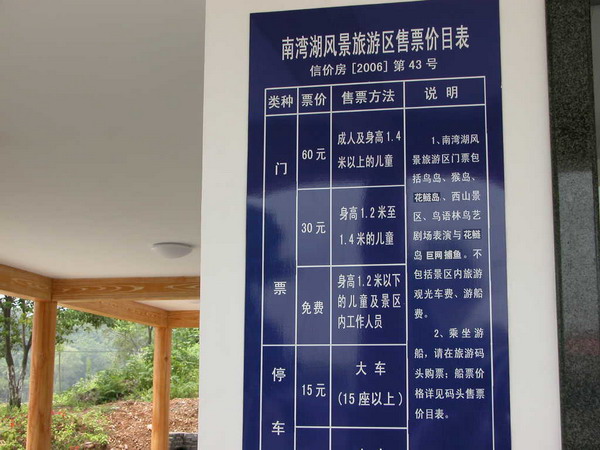 南湾湖风景旅游区售票价目表
信价房 [2006] 第 43 号
类种 票价 售票方法 说 明
门
票
60元
成人及身高1.4
米以上的儿童
30元
身高1.2米至
1.4米的儿童
免费
身高1.2米以下
的儿童及景区
内工作人员
停
车
15元
大 车
(15座以上)
1、南湾湖风
景旅游区门票包
括鸟岛、猴岛、
花鲢岛、西山景
区、鸟语林鸟艺
剧场表演与花鲢
岛 巨网捕鱼。不
包括景区内旅游
观光车费、游船
费。
2、乘坐游
船，请在旅游码
头购票；船票价
格详见码头售票
价目表。